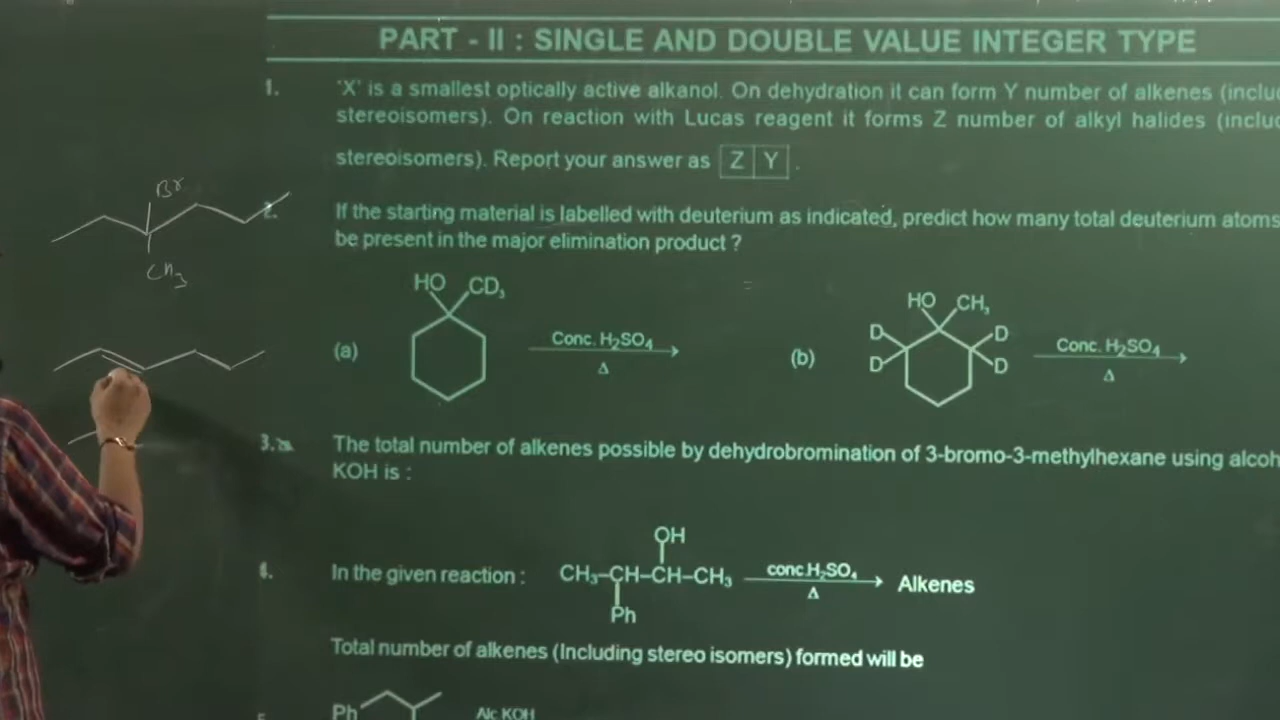 PART - II : SINGLE AND DOUBLE VALUE INTEGER TYPE
1. 'X' is a smallest optically active alkanol. On dehydration it can form Y number of alkenes (inclu
stereoisomers). On reaction with Lucas reagent it forms Z number of alkyl halides (inclu
stereoisomers). Report your answer as Z Y .
2. If the starting material is labelled with deuterium as indicated, predict how many total deuterium atoms
be present in the major elimination product ?
(a) HO CD₃ Conc. H₂SO₄ Δ
(b) HO CH₃ D D D D Conc. H₂SO₄ Δ
3. The total number of alkenes possible by dehydrobromination of 3-bromo-3-methylhexane using alcoh
KOH is :
4. In the given reaction : CH₃–CH–CH–CH₃ OH Ph conc.H₂SO₄ Δ Alkenes
Total number of alkenes (Including stereo isomers) formed will be
Ph Alc KOH
Br
CH₃